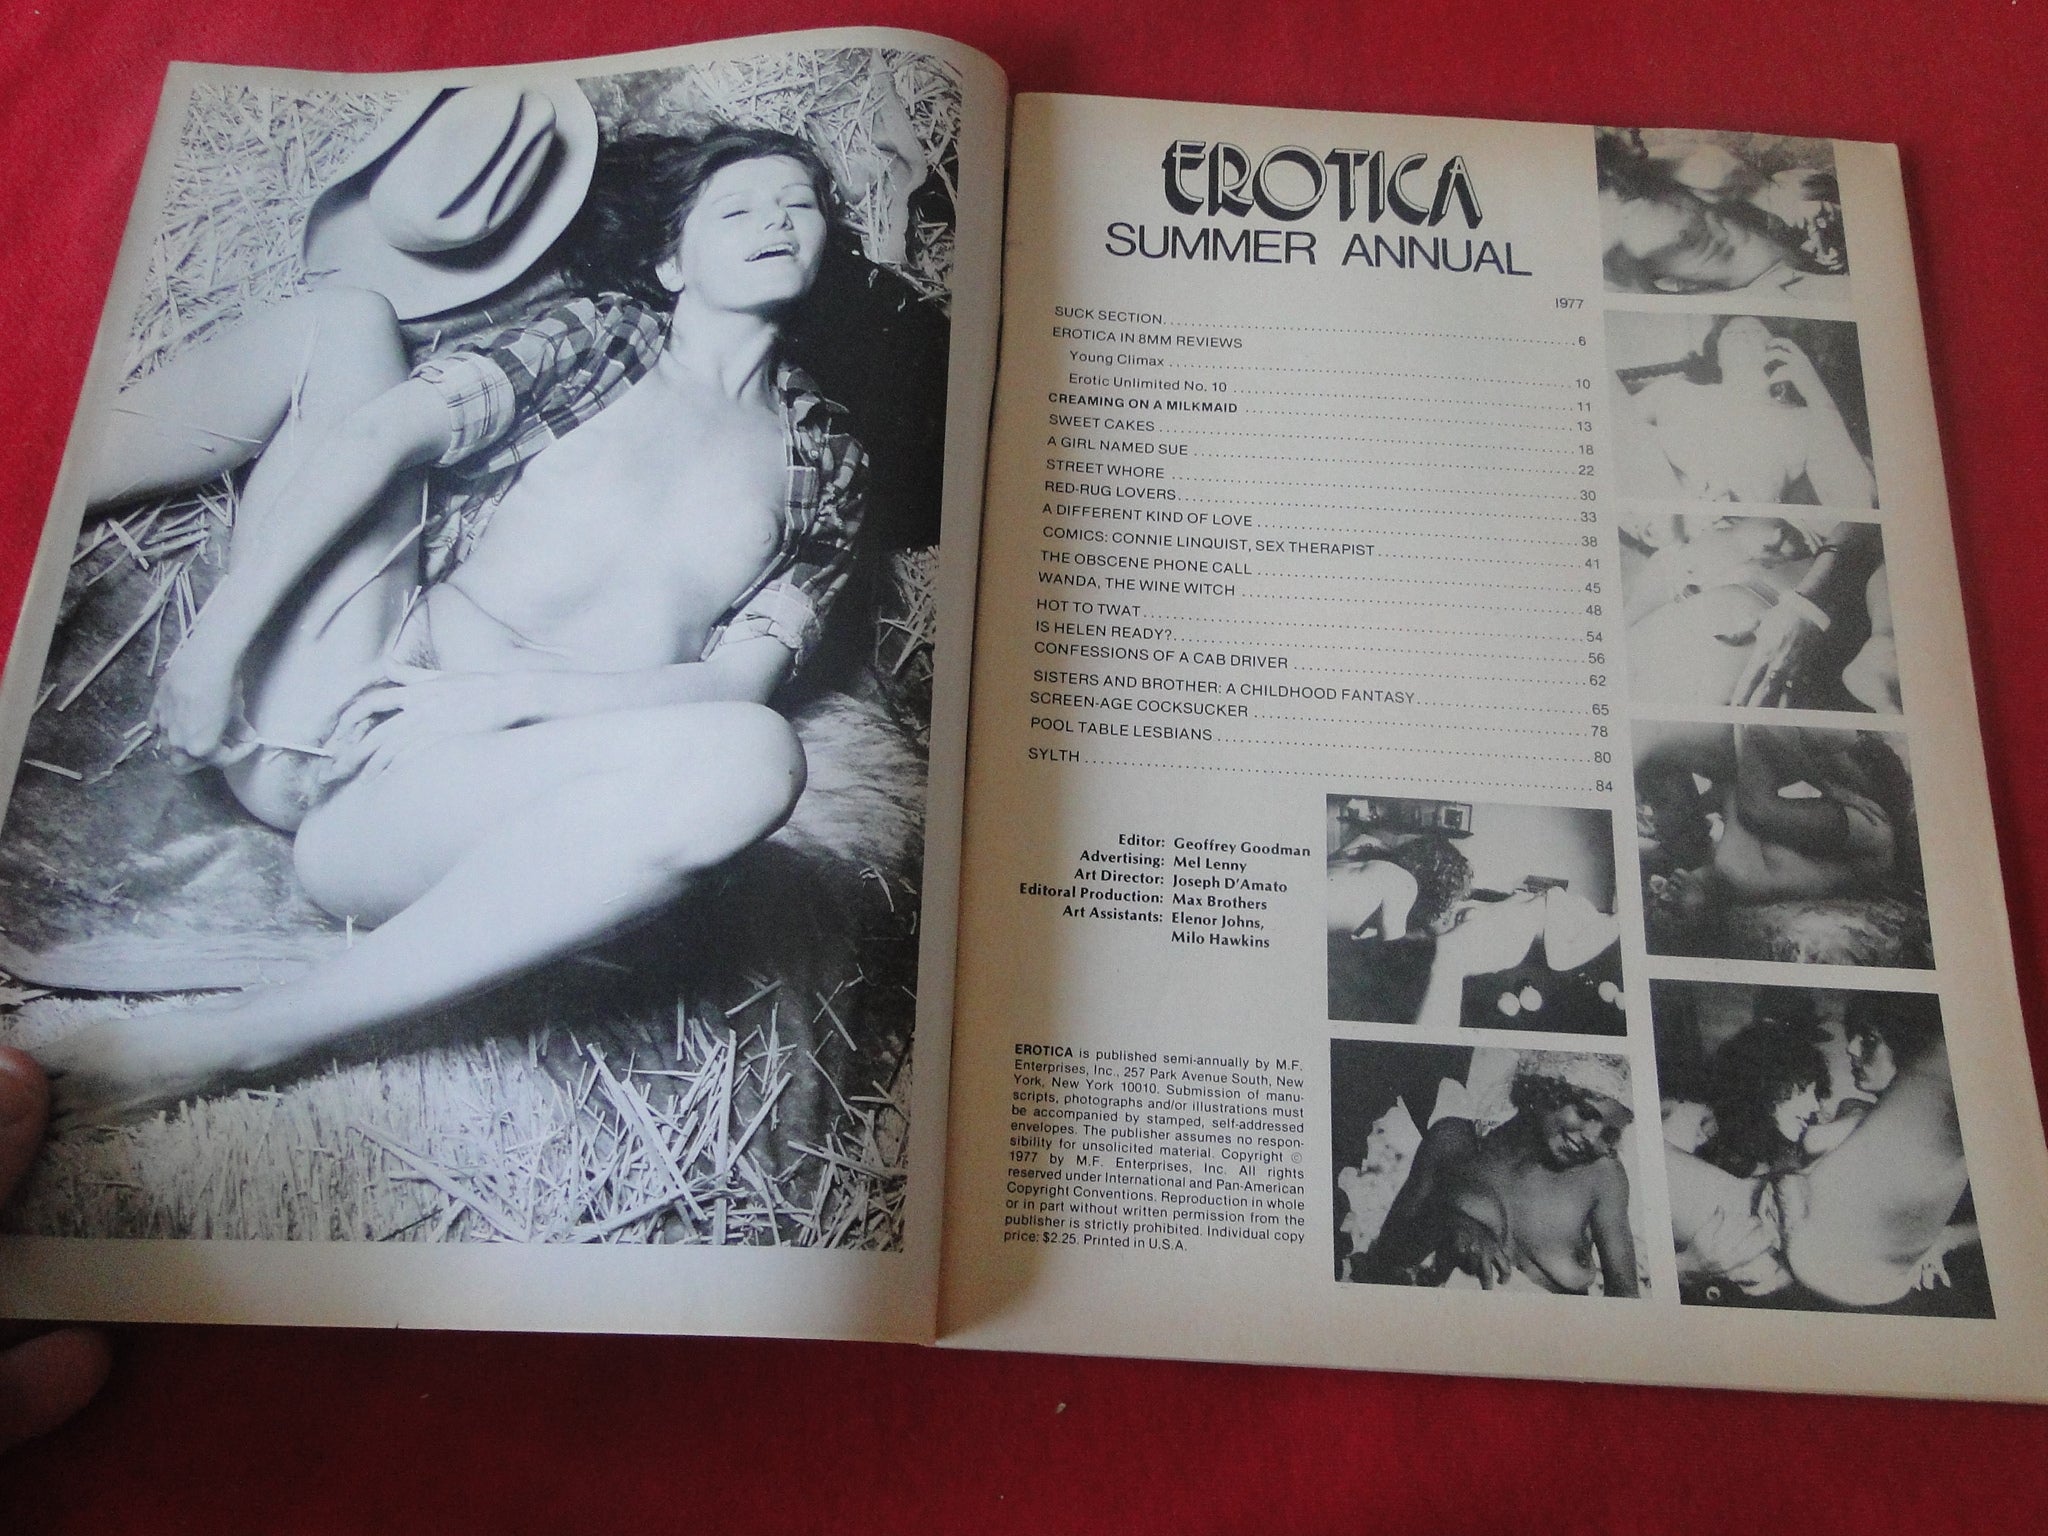 EROTICA
SUMMER ANNUAL
1977
SUCK SECTION 6
EROTICA IN 8MM REVIEWS
Young Climax 10
Erotic Unlimited No. 10 11
CREAMING ON A MILKMAID 13
SWEET CAKES 18
A GIRL NAMED SUE 22
STREET WHORE 30
RED-RUG LOVERS 33
A DIFFERENT KIND OF LOVE 38
COMICS: CONNIE LINQUIST, SEX THERAPIST 41
THE OBSCENE PHONE CALL 45
WANDA, THE WINE WITCH 48
HOT TO TWAT 54
IS HELEN READY? 56
CONFESSIONS OF A CAB DRIVER 62
SISTERS AND BROTHER: A CHILDHOOD FANTASY 65
SCREEN-AGE COCKSUCKER 78
POOL TABLE LESBIANS 80
SYLTH 84
Editor: Geoffrey Goodman
Advertising: Mel Lenny
Art Director: Joseph D'Amato
Editoral Production: Max Brothers
Art Assistants: Elenor Johns,
Milo Hawkins
EROTICA is published semi-annually by M.F.
Enterprises, Inc., 257 Park Avenue South, New
York, New York 10010. Submission of manu-
scripts, photographs and/or illustrations must
be accompanied by stamped, self-addressed
envelopes. The publisher assumes no respon-
sibility for unsolicited material. Copyright ©
1977 by M.F. Enterprises, Inc. All rights
reserved under International and Pan-American
Copyright Conventions. Reproduction in whole
or in part without written permission from the
publisher is strictly prohibited. Individual copy
price: $2.25. Printed in U.S.A.